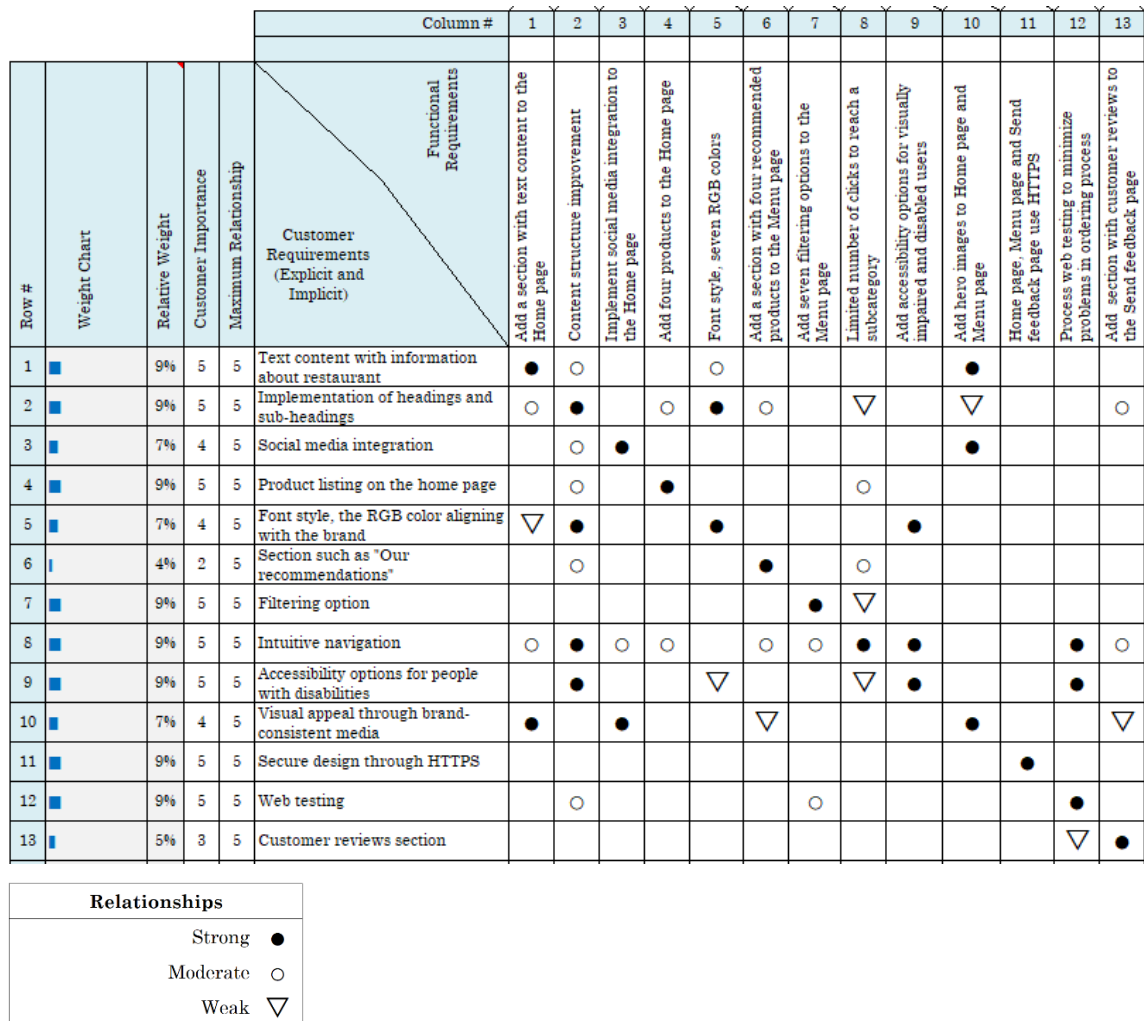 Column # 1 2 3 4 5 6 7 8 9 10 11 12 13
Row #
Weight Chart
Relative Weight
Customer Importance
Maximum Relationship
Functional
Requirements
Customer
Requirements
(Explicit and
Implicit)
Add a section with text content to the
Home page
Content structure improvement
Implement social media integration to
the Home page
Add four products to the Home page
Font style, seven RGB colors
Add a section with four recommended
products to the Menu page
Add seven filtering options to the
Menu page
Limited number of clicks to reach a
subcategory
Add accessibility options for visually
impaired and disabled users
Add hero images to Home page and
Menu page
Home page, Menu page and Send
feedback page use HTTPS
Process web testing to minimize
problems in ordering process
Add section with customer reviews to
the Send feedback page
1 9% 5 5 Text content with information
about restaurant
2 9% 5 5 Implementation of headings and
sub-headings
3 7% 4 5 Social media integration
4 9% 5 5 Product listing on the home page
5 7% 4 5 Font style, the RGB color aligning
with the brand
6 4% 2 5 Section such as "Our
recommendations"
7 9% 5 5 Filtering option
8 9% 5 5 Intuitive navigation
9 9% 5 5 Accessibility options for people
with disabilities
10 7% 4 5 Visual appeal through brand-
consistent media
11 9% 5 5 Secure design through HTTPS
12 9% 5 5 Web testing
13 5% 3 5 Customer reviews section
Relationships
Strong ●
Moderate ○
Weak ▽